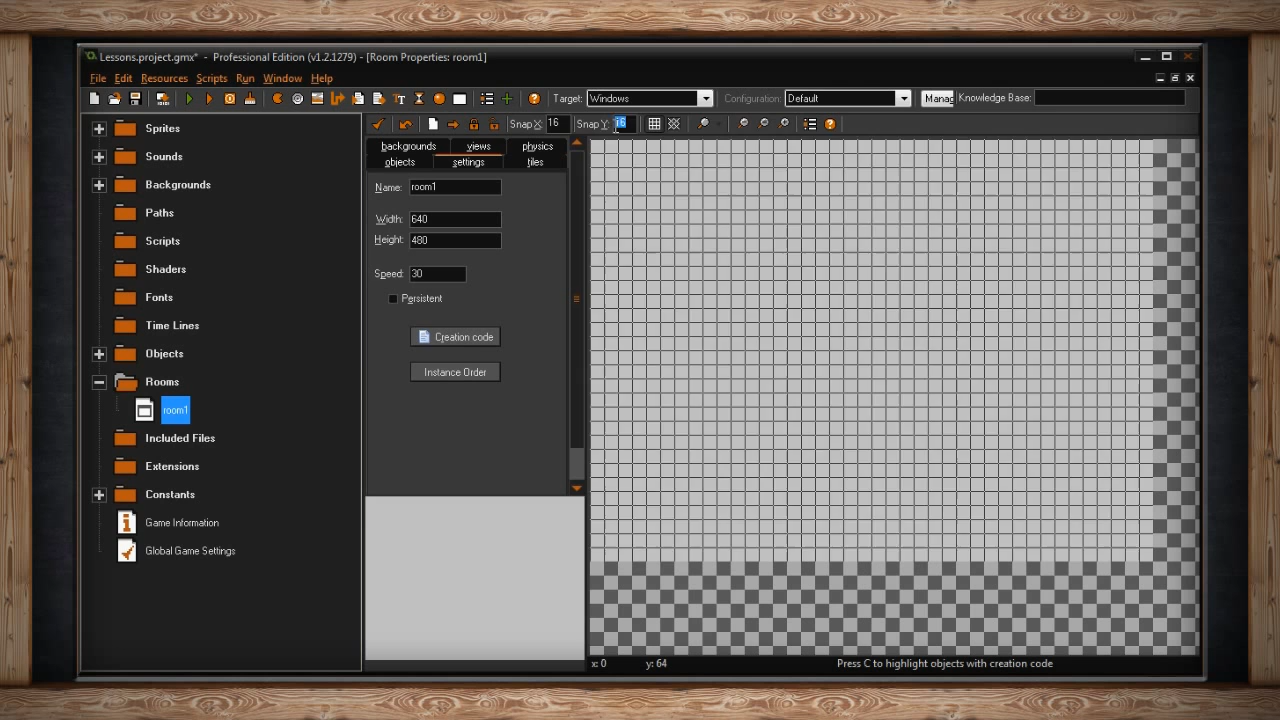 Lessons.project.gmx* - Professional Edition (v1.2.1279) - [Room Properties: room1]
File Edit Resources Scripts Run Window Help
Target: Windows Configuration: Default Manag Knowledge Base:
Snap X: 16 Snap Y: 16
backgrounds views physics
objects settings tiles
Name: room1
Width: 640
Height: 480
Speed: 30
Persistent
Creation code
Instance Order
Sprites
Sounds
Backgrounds
Paths
Scripts
Shaders
Fonts
Time Lines
Objects
Rooms
room1
Included Files
Extensions
Constants
Game Information
Global Game Settings
x: 0 y: 64 Press C to highlight objects with creation code